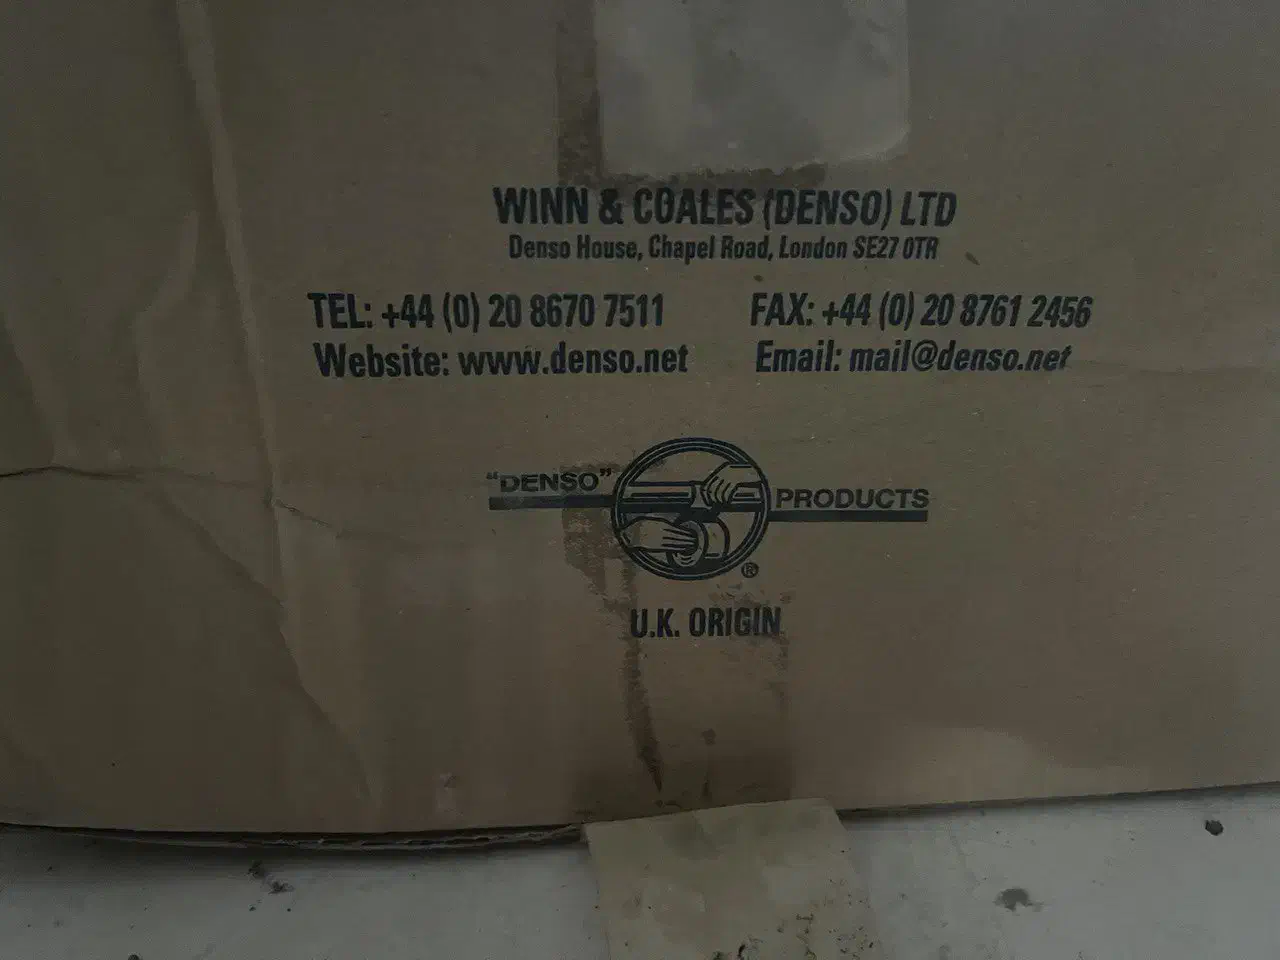 WINN & COALES (DENSO) LTD
Denso House, Chapel Road, London SE27 0TR
TEL: +44 (0) 20 8670 7511 FAX: +44 (0) 20 8761 2456
Website: www.denso.net Email: mail@denso.net
"DENSO" PRODUCTS
®
U.K. ORIGIN